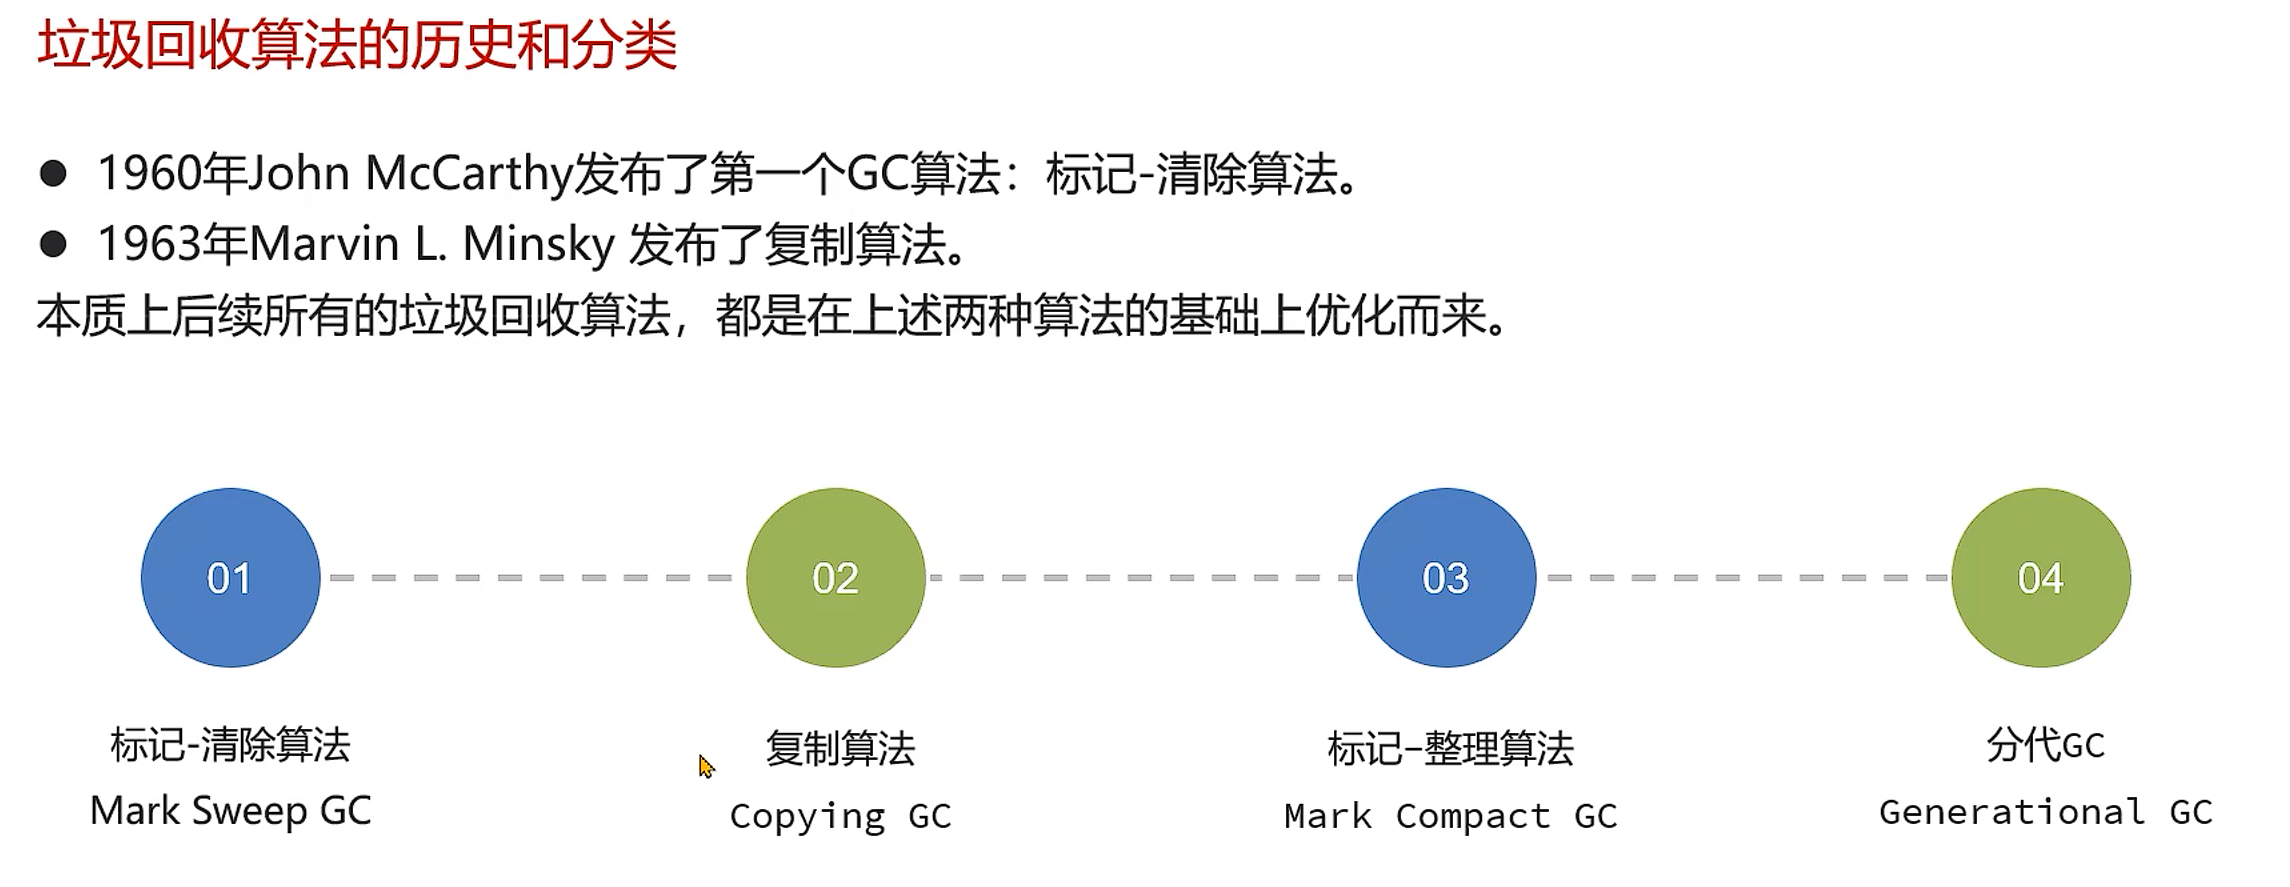 垃圾回收算法的历史和分类
● 1960年John McCarthy发布了第一个GC算法：标记-清除算法。
● 1963年Marvin L. Minsky 发布了复制算法。
本质上后续所有的垃圾回收算法，都是在上述两种算法的基础上优化而来。
01 02 03 04
标记-清除算法 复制算法 标记-整理算法 分代GC
Mark Sweep GC Copying GC Mark Compact GC Generational GC